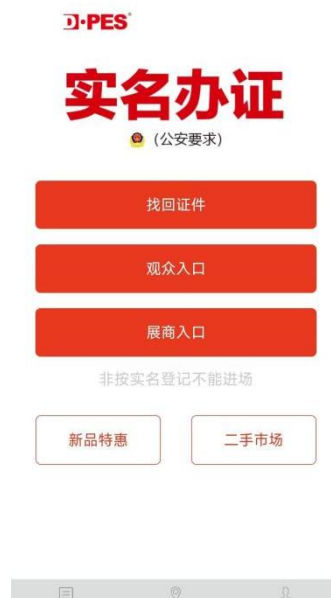 D·PES
实名办证
(公安要求)
找回证件
观众入口
展商入口
非按实名登记不能进场
新品特惠
二手市场